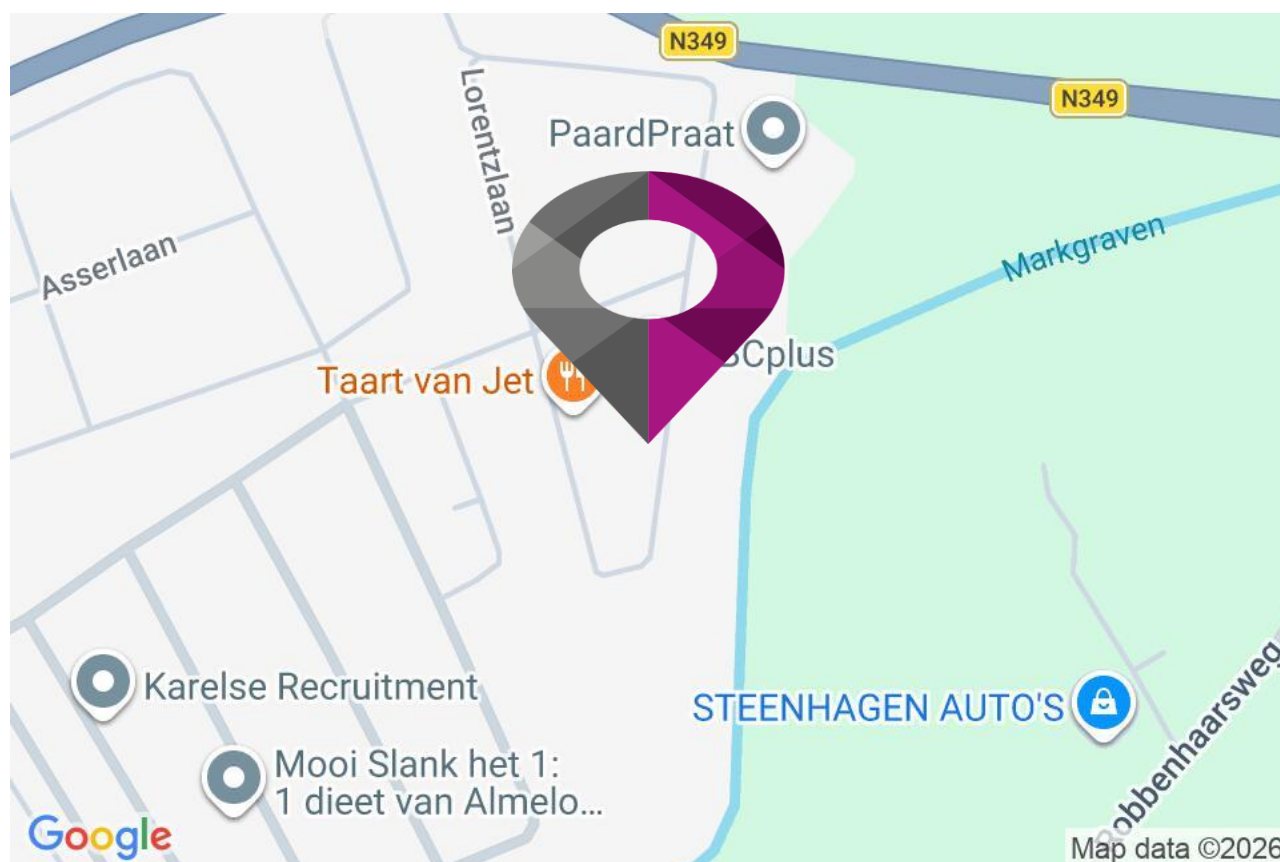 N349
N349
Lorentzlaan
PaardPraat
Markgraven
Asserlaan
Taart van Jet
Karelse Recruitment
STEENHAGEN AUTO'S
Mooi Slank het 1:
1 dieet van Almelo...
Google
Map data ©2026